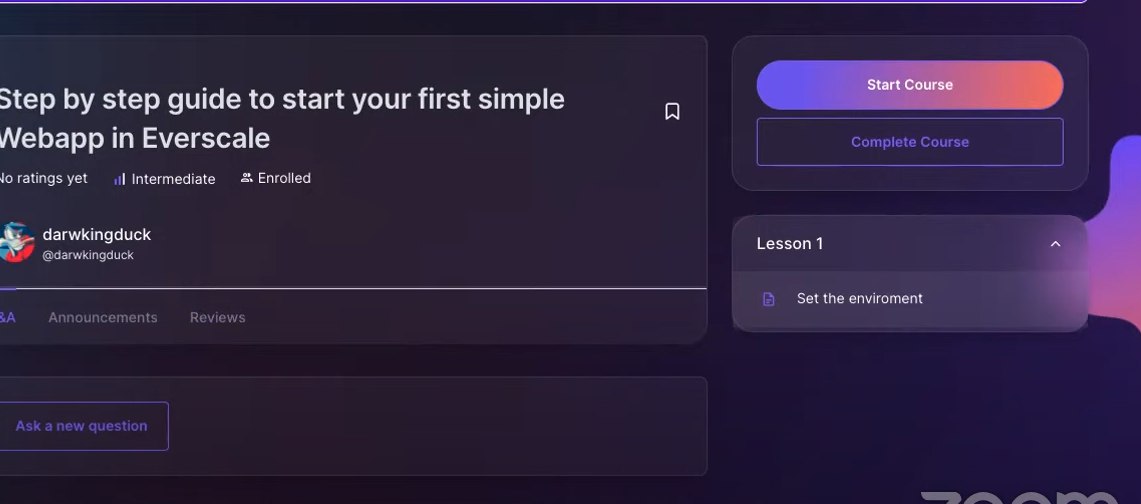 Step by step guide to start your first simple
Webapp in Everscale
No ratings yet
Intermediate
Enrolled
darwkingduck
@darwkingduck
&A
Announcements
Reviews
Ask a new question
Start Course
Complete Course
Lesson 1
Set the enviroment
zoom